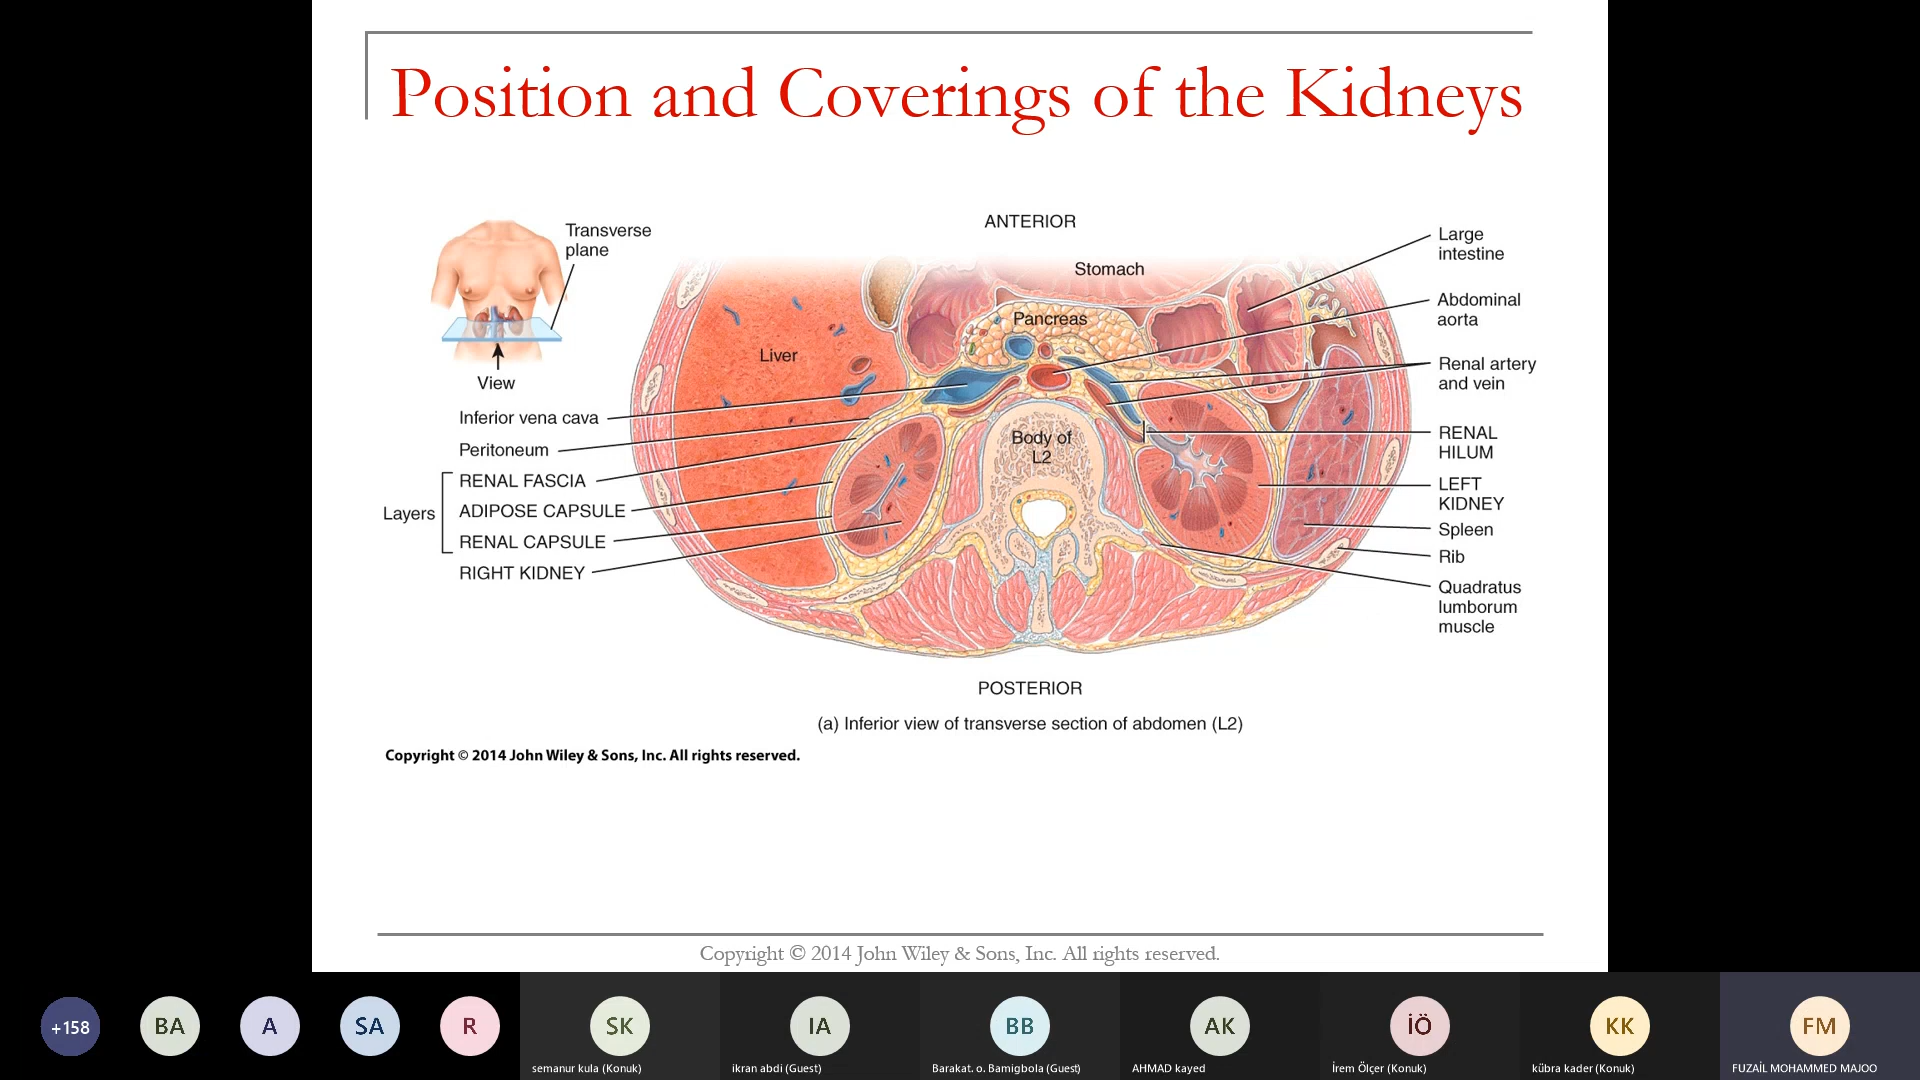 Position and Coverings of the Kidneys
Transverse
plane
View
ANTERIOR
Stomach
Pancreas
Liver
Body of
L2
Inferior vena cava
Peritoneum
Layers
RENAL FASCIA
ADIPOSE CAPSULE
RENAL CAPSULE
RIGHT KIDNEY
Large
intestine
Abdominal
aorta
Renal artery
and vein
RENAL
HILUM
LEFT
KIDNEY
Spleen
Rib
Quadratus
lumborum
muscle
POSTERIOR
(a) Inferior view of transverse section of abdomen (L2)
Copyright © 2014 John Wiley & Sons, Inc. All rights reserved.
Copyright © 2014 John Wiley & Sons, Inc. All rights reserved.
+158
BA
A
SA
R
SK
semanur kula (Konuk)
IA
ikran abdi (Guest)
BB
Barakat. o. Bamigbola (Guest)
AK
AHMAD kayed
İÖ
İrem Ölçer (Konuk)
KK
kübra kader (Konuk)
FM
FUZAİL MOHAMMED MAJOO